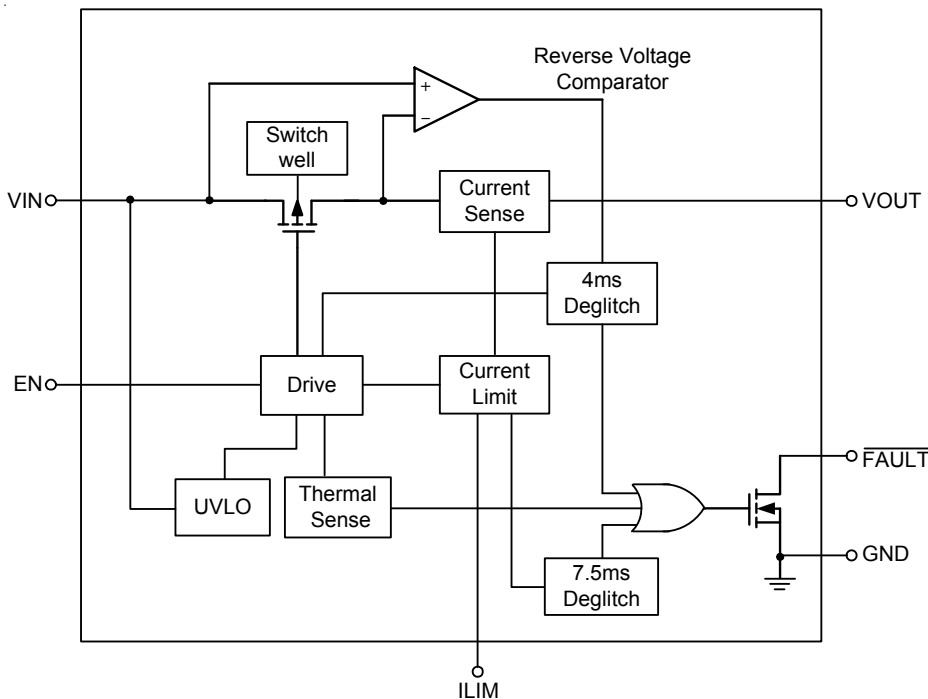 Reverse Voltage
Comparator
+
−
Switch
well
VIN
Current
Sense
VOUT
4ms
Deglitch
EN
Drive
Current
Limit
FAULT
UVLO
Thermal
Sense
GND
7.5ms
Deglitch
ILIM